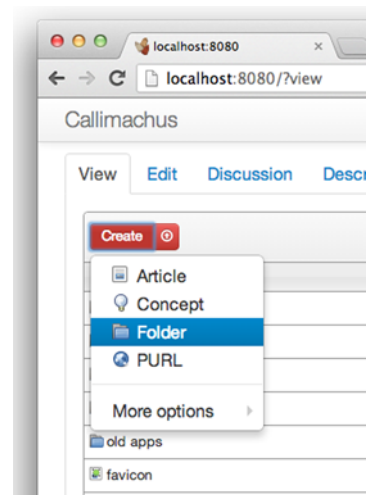 localhost:8080
localhost:8080/?view
Callimachus
View Edit Discussion Descr
Create
Article
Concept
Folder
PURL
More options
old apps
favicon